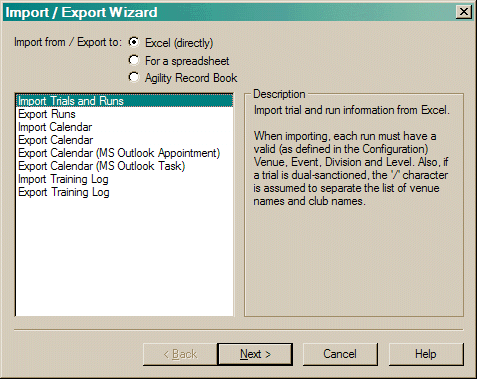 Import / Export Wizard
Import from / Export to:
Excel (directly)
For a spreadsheet
Agility Record Book
Import Trials and Runs
Export Runs
Import Calendar
Export Calendar
Export Calendar (MS Outlook Appointment)
Export Calendar (MS Outlook Task)
Import Training Log
Export Training Log
Description
Import trial and run information from Excel.
When importing, each run must have a
valid (as defined in the Configuration)
Venue, Event, Division and Level. Also, if
a trial is dual-sanctioned, the '/' character
is assumed to separate the list of venue
names and club names.
< Back
Next >
Cancel
Help